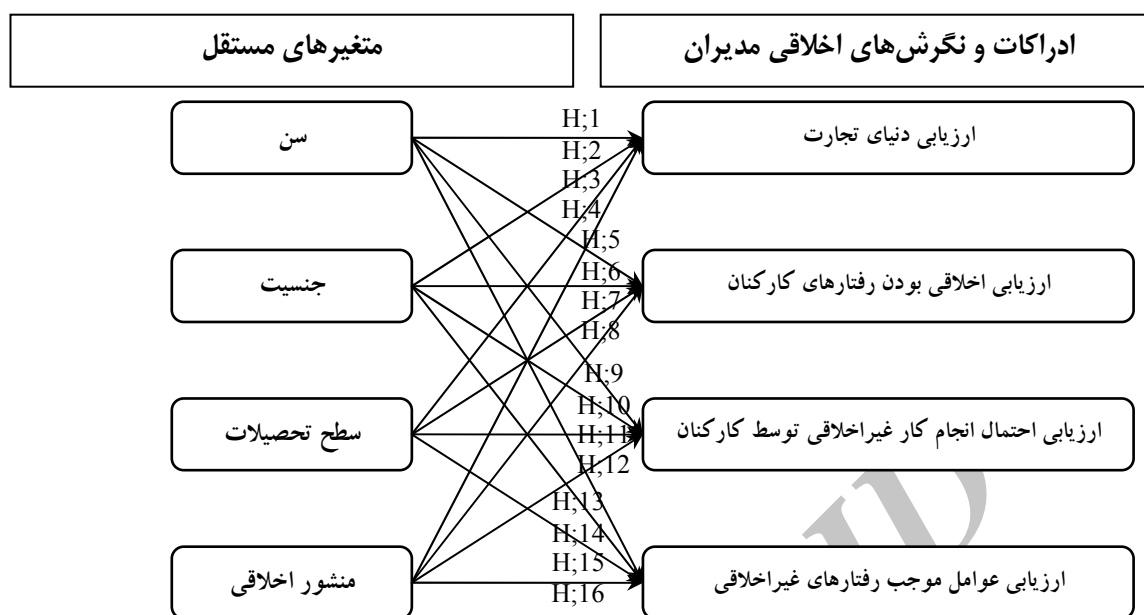 ادراکات و نگرش‌های اخلاقی مدیران
متغیرهای مستقل
ارزیابی دنیای تجارت
H;1
سن
H;2
H;3
H;4
H;5
ارزیابی اخلاقی بودن رفتارهای کارکنان
H;6
جنسیت
H;7
H;8
H;9
H;10
ارزیابی احتمال انجام کار غیراخلاقی توسط کارکنان
H;11
سطح تحصیلات
H;12
H;13
H;14
H;15
ارزیابی عوامل موجب رفتارهای غیراخلاقی
H;16
منشور اخلاقی